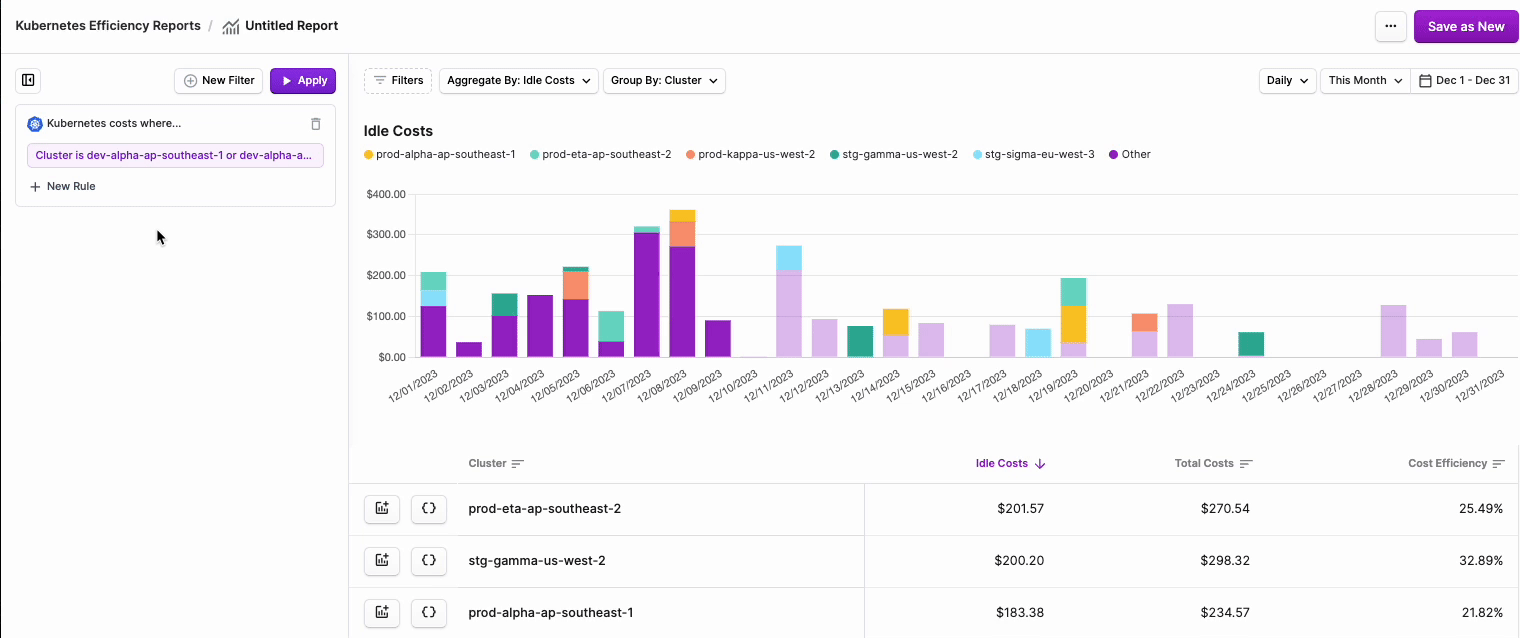 Kubernetes Efficiency Reports / Untitled Report
Save as New
New Filter Apply
Kubernetes costs where...
Cluster is dev-alpha-ap-southeast-1 or dev-alpha-a...
New Rule
Filters Aggregate By: Idle Costs Group By: Cluster Daily This Month Dec 1 - Dec 31
Idle Costs
prod-alpha-ap-southeast-1 prod-eta-ap-southeast-2 prod-kappa-us-west-2 stg-gamma-us-west-2 stg-sigma-eu-west-3 Other
$400.00
$300.00
$200.00
$100.00
$0.00
12/01/2023 12/02/2023 12/03/2023 12/04/2023 12/05/2023 12/06/2023 12/07/2023 12/08/2023 12/09/2023 12/10/2023 12/11/2023 12/12/2023 12/13/2023 12/14/2023 12/15/2023 12/16/2023 12/17/2023 12/18/2023 12/19/2023 12/20/2023 12/21/2023 12/22/2023 12/23/2023 12/24/2023 12/25/2023 12/26/2023 12/27/2023 12/28/2023 12/29/2023 12/30/2023 12/31/2023
Cluster Idle Costs Total Costs Cost Efficiency
prod-eta-ap-southeast-2 $201.57 $270.54 25.49%
stg-gamma-us-west-2 $200.20 $298.32 32.89%
prod-alpha-ap-southeast-1 $183.38 $234.57 21.82%